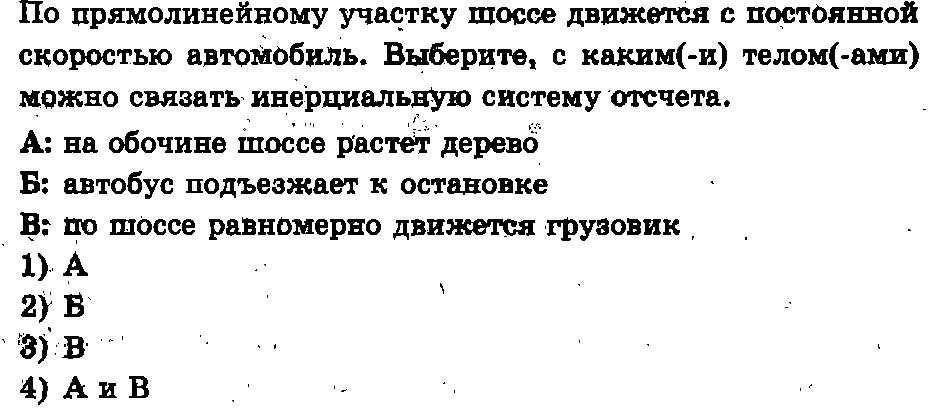 По прямолинейному участку шоссе движется с постоянной
скоростью автомобиль. Выберите, с каким(-и) телом(-ами)
можно связать инерциальную систему отсчета.
А: на обочине шоссе растет дерево
Б: автобус подъезжает к остановке
В: по шоссе равномерно движется грузовик
1) А
2) Б
3) В
4) А и В